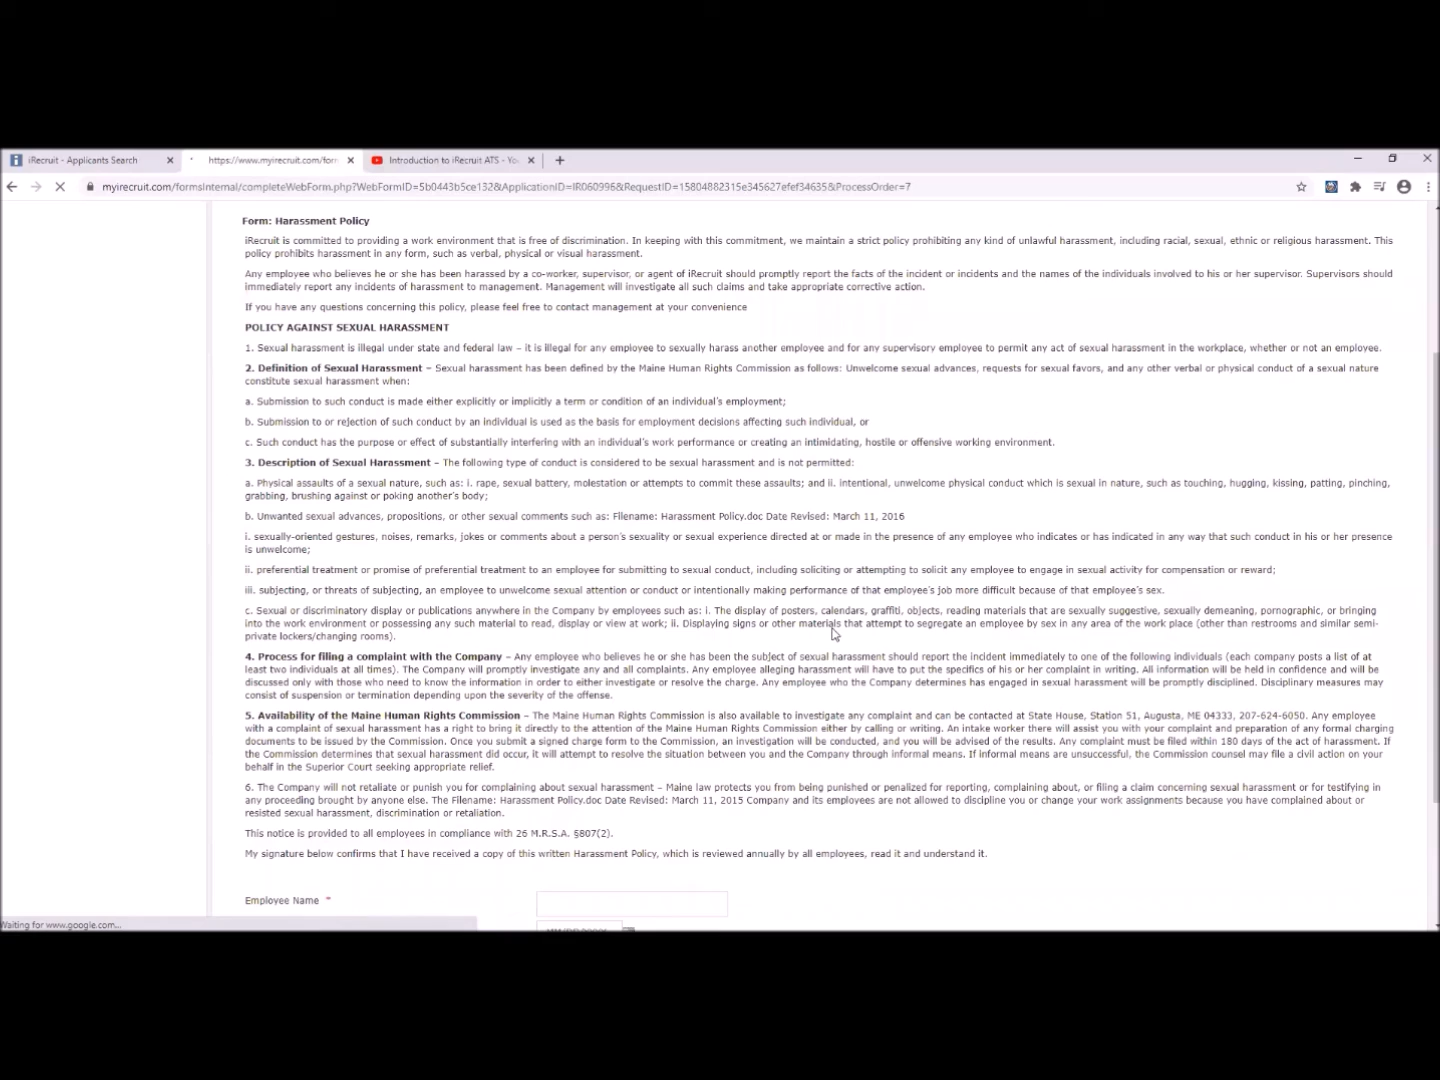 iRecruit - Applicants Search
https://www.myirecruit.com/forn
Introduction to iRecruit ATS - Yo
myirecruit.com/formsInternal/completeWebForm.php?WebFormID=5b0443b5ce132&ApplicationID=IR060996&RequestID=15804882315e345627efef34635&ProcessOrder=7
Form: Harassment Policy
iRecruit is committed to providing a work environment that is free of discrimination. In keeping with this commitment, we maintain a strict policy prohibiting any kind of unlawful harassment, including racial, sexual, ethnic or religious harassment. This
policy prohibits harassment in any form, such as verbal, physical or visual harassment.
Any employee who believes he or she has been harassed by a co-worker, supervisor, or agent of iRecruit should promptly report the facts of the incident or incidents and the names of the individuals involved to his or her supervisor. Supervisors should
immediately report any incidents of harassment to management. Management will investigate all such claims and take appropriate corrective action.
If you have any questions concerning this policy, please feel free to contact management at your convenience
POLICY AGAINST SEXUAL HARASSMENT
1. Sexual harassment is illegal under state and federal law – it is illegal for any employee to sexually harass another employee and for any supervisory employee to permit any act of sexual harassment in the workplace, whether or not an employee.
2. Definition of Sexual Harassment – Sexual harassment has been defined by the Maine Human Rights Commission as follows: Unwelcome sexual advances, requests for sexual favors, and any other verbal or physical conduct of a sexual nature
constitute sexual harassment when:
a. Submission to such conduct is made either explicitly or implicitly a term or condition of an individual's employment;
b. Submission to or rejection of such conduct by an individual is used as the basis for employment decisions affecting such individual, or
c. Such conduct has the purpose or effect of substantially interfering with an individual's work performance or creating an intimidating, hostile or offensive working environment.
3. Description of Sexual Harassment – The following type of conduct is considered to be sexual harassment and is not permitted:
a. Physical assaults of a sexual nature, such as: i. rape, sexual battery, molestation or attempts to commit these assaults; and ii. intentional, unwelcome physical conduct which is sexual in nature, such as touching, hugging, kissing, patting, pinching,
grabbing, brushing against or poking another's body;
b. Unwanted sexual advances, propositions, or other sexual comments such as: Filename: Harassment Policy.doc Date Revised: March 11, 2016
i. sexually-oriented gestures, noises, remarks, jokes or comments about a person's sexuality or sexual experience directed at or made in the presence of any employee who indicates or has indicated in any way that such conduct in his or her presence
is unwelcome;
ii. preferential treatment or promise of preferential treatment to an employee for submitting to sexual conduct, including soliciting or attempting to solicit any employee to engage in sexual activity for compensation or reward;
iii. subjecting, or threats of subjecting, an employee to unwelcome sexual attention or conduct or intentionally making performance of that employee's job more difficult because of that employee's sex.
c. Sexual or discriminatory display or publications anywhere in the Company by employees such as: i. The display of posters, calendars, graffiti, objects, reading materials that are sexually suggestive, sexually demeaning, pornographic, or bringing
into the work environment or possessing any such material to read, display or view at work; ii. Displaying signs or other materials that attempt to segregate an employee by sex in any area of the work place (other than restrooms and similar semi-
private lockers/changing rooms).
4. Process for filing a complaint with the Company – Any employee who believes he or she has been the subject of sexual harassment should report the incident immediately to one of the following individuals (each company posts a list of at
least two individuals at all times). The Company will promptly investigate any and all complaints. Any employee alleging harassment will have to put the specifics of his or her complaint in writing. All information will be held in confidence and will be
discussed only with those who need to know the information in order to either investigate or resolve the charge. Any employee who the Company determines has engaged in sexual harassment will be promptly disciplined. Disciplinary measures may
consist of suspension or termination depending upon the severity of the offense.
5. Availability of the Maine Human Rights Commission – The Maine Human Rights Commission is also available to investigate any complaint and can be contacted at State House, Station 51, Augusta, ME 04333, 207-624-6050. Any employee
with a complaint of sexual harassment has a right to bring it directly to the attention of the Maine Human Rights Commission either by calling or writing. An intake worker there will assist you with your complaint and preparation of any formal charging
documents to be issued by the Commission. Once you submit a signed charge form to the Commission, an investigation will be conducted, and you will be advised of the results. Any complaint must be filed within 180 days of the act of harassment. If
the Commission determines that sexual harassment did occur, it will attempt to resolve the situation between you and the Company through informal means. If informal means are unsuccessful, the Commission counsel may file a civil action on your
behalf in the Superior Court seeking appropriate relief.
6. The Company will not retaliate or punish you for complaining about sexual harassment – Maine law protects you from being punished or penalized for reporting, complaining about, or filing a claim concerning sexual harassment or for testifying in
any proceeding brought by anyone else. The Filename: Harassment Policy.doc Date Revised: March 11, 2015 Company and its employees are not allowed to discipline you or change your work assignments because you have complained about or
resisted sexual harassment, discrimination or retaliation.
This notice is provided to all employees in compliance with 26 M.R.S.A. §807(2).
My signature below confirms that I have received a copy of this written Harassment Policy, which is reviewed annually by all employees, read it and understand it.
Employee Name *
Waiting for www.google.com...